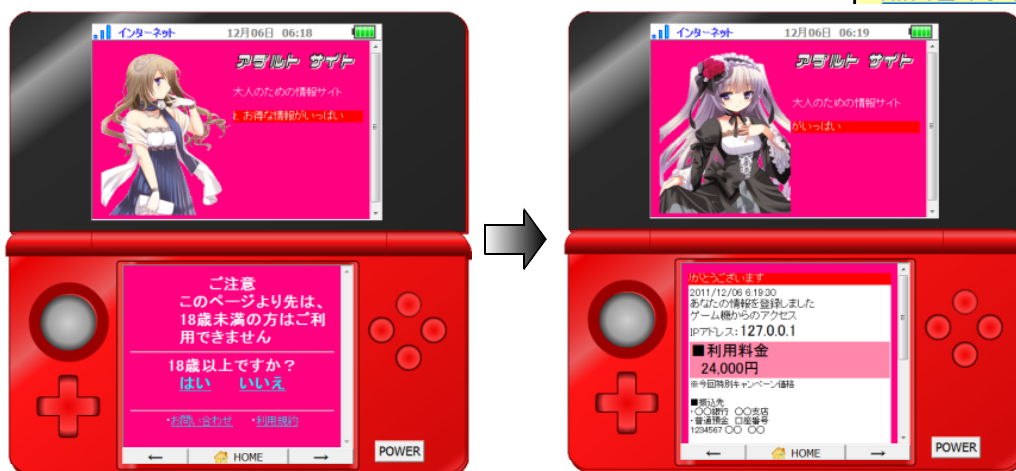 インターネット 12月06日 06:18
アダルト サイト
大人のための情報サイト
お得な情報がいっぱい
ご注意
このページより先は、
18歳未満の方はご利
用できません
18歳以上ですか?
はい いいえ
・お問い合わせ ・利用規約
← HOME →
POWER
インターネット 12月06日 06:19
アダルト サイト
大人のための情報サイト
がいっぱい
りがとうございます
2011/12/06 6:19:30
あなたの情報を登録しました
ゲーム機からのアクセス
IPアドレス:127.0.0.1
■利用料金
24,000円
※今回特別キャンペーン価格
■振込先
・〇〇銀行 〇〇支店
・普通預金 口座番号
1234567 〇〇 〇〇
← HOME →
POWER